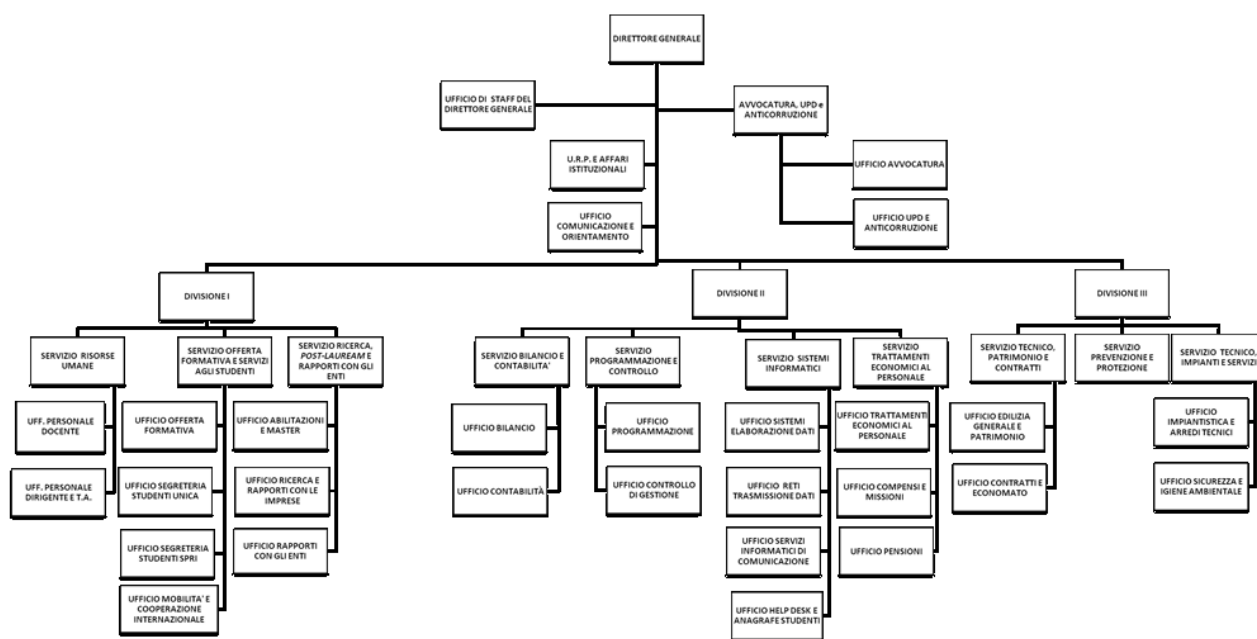 DIRETTORE GENERALE
UFFICIO DI STAFF DEL
DIRETTORE GENERALE
AVVOCATURA, UPD e
ANTICORRUZIONE
U.R.P. E AFFARI
ISTITUZIONALI
UFFICIO AVVOCATURA
UFFICIO
COMUNICAZIONE E
ORIENTAMENTO
UFFICIO UPD E
ANTICORRUZIONE
DIVISIONE I
DIVISIONE II
DIVISIONE III
SERVIZIO RISORSE
UMANE
SERVIZIO OFFERTA
FORMATIVA E SERVIZI
AGLI STUDENTI
SERVIZIO RICERCA,
POST-LAUREAM E
RAPPORTI CON GLI
ENTI
SERVIZIO BILANCIO E
CONTABILITA'
SERVIZIO
PROGRAMMAZIONE E
CONTROLLO
SERVIZIO SISTEMI
INFORMATICI
SERVIZIO
TRATTAMENTI
ECONOMICI AL
PERSONALE
SERVIZIO TECNICO,
PATRIMONIO E
CONTRATTI
SERVIZIO
PREVENZIONE E
PROTEZIONE
SERVIZIO TECNICO,
IMPIANTI E SERVIZI
UFF. PERSONALE
DOCENTE
UFF. PERSONALE
DIRIGENTE E T.A.
UFFICIO OFFERTA
FORMATIVA
UFFICIO SEGRETERIA
STUDENTI UNICA
UFFICIO SEGRETERIA
STUDENTI SPRI
UFFICIO MOBILITA' E
COOPERAZIONE
INTERNAZIONALE
UFFICIO ABILITAZIONI
E MASTER
UFFICIO RICERCA E
RAPPORTI CON LE
IMPRESE
UFFICIO RAPPORTI
CON GLI ENTI
UFFICIO BILANCIO
UFFICIO CONTABILITÀ
UFFICIO
PROGRAMMAZIONE
UFFICIO CONTROLLO
DI GESTIONE
UFFICIO SISTEMI
ELABORAZIONE DATI
UFFICIO RETI
TRASMISSIONE DATI
UFFICIO SERVIZI
INFORMATICI DI
COMUNICAZIONE
UFFICIO HELP DESK E
ANAGRAFE STUDENTI
UFFICIO TRATTAMENTI
ECONOMICI AL
PERSONALE
UFFICIO COMPENSI E
MISSIONI
UFFICIO PENSIONI
UFFICIO EDILIZIA
GENERALE E
PATRIMONIO
UFFICIO CONTRATTI E
ECONOMATO
UFFICIO
IMPIANTISTICA E
ARREDI TECNICI
UFFICIO SICUREZZA E
IGIENE AMBIENTALE